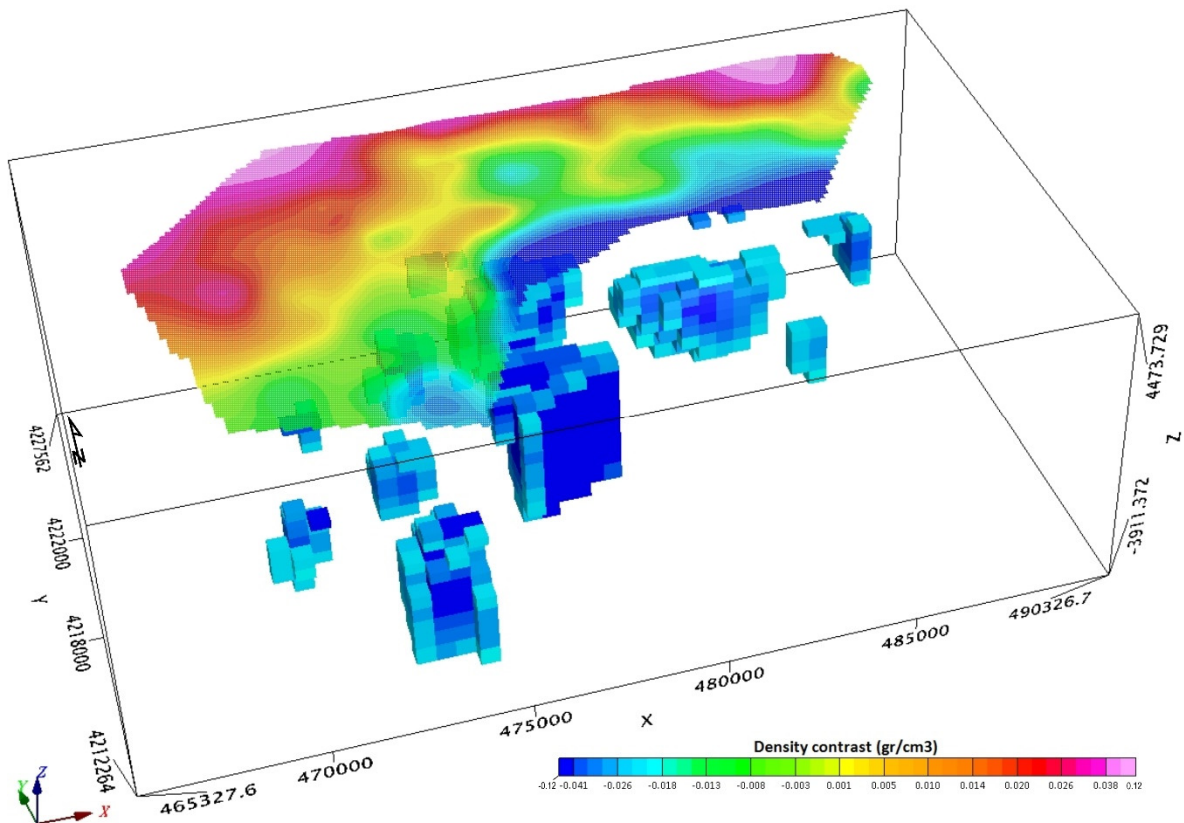 4473.729
Z
-3911.372
4227562
N
4222000
Y
4218000
4212264
490326.7
485000
480000
X
475000
470000
465327.6
Density contrast (gr/cm3)
-0.12 -0.041 -0.026 -0.018 -0.013 -0.008 -0.003 0.001 0.005 0.010 0.014 0.020 0.026 0.038 0.12
Y Z X